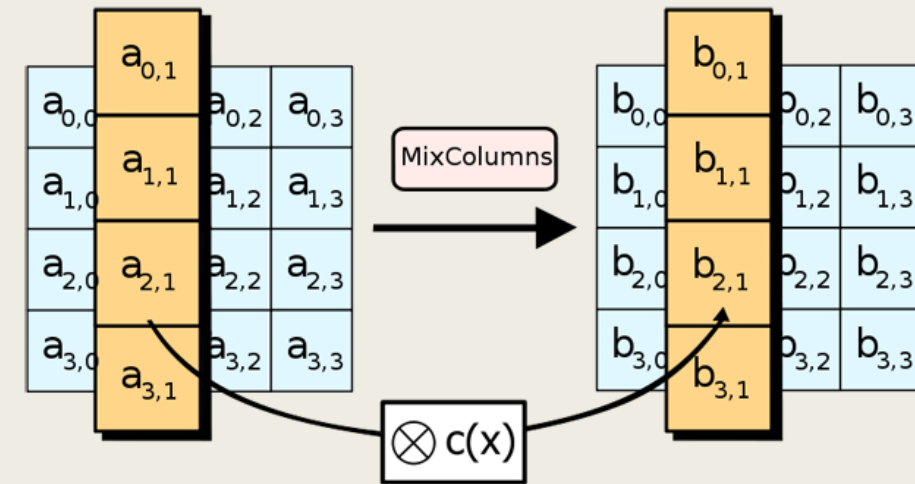 a0,1
b0,1
a0,0 a0,2 a0,3
b0,0 b0,2 b0,3
a1,1
MixColumns
b1,1
a1,0 a1,2 a1,3
b1,0 b1,2 b1,3
a2,1
b2,1
a2,0 a2,2 a2,3
b2,0 b2,2 b2,3
a3,0 a3,2 a3,3
b3,0 b3,2 b3,3
a3,1
b3,1
⊗ c(x)